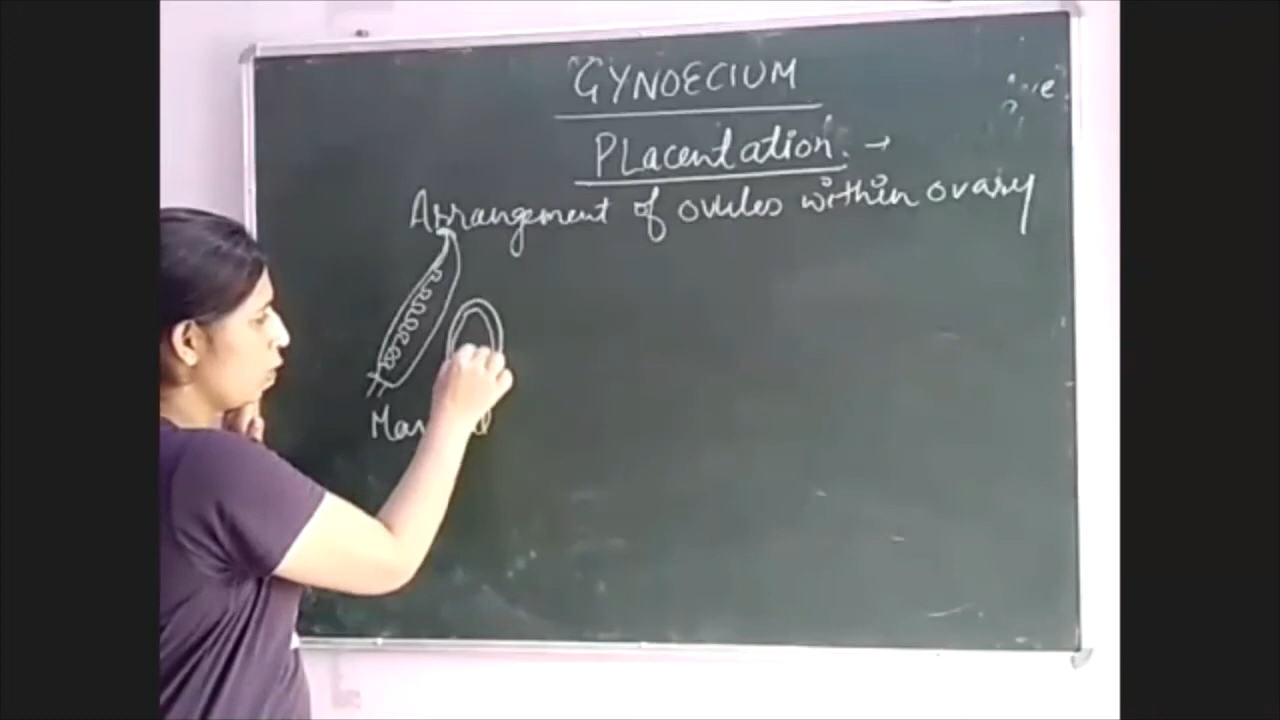 GYNOECIUM
PLacentation. →
Arrangement of ovules within ovary